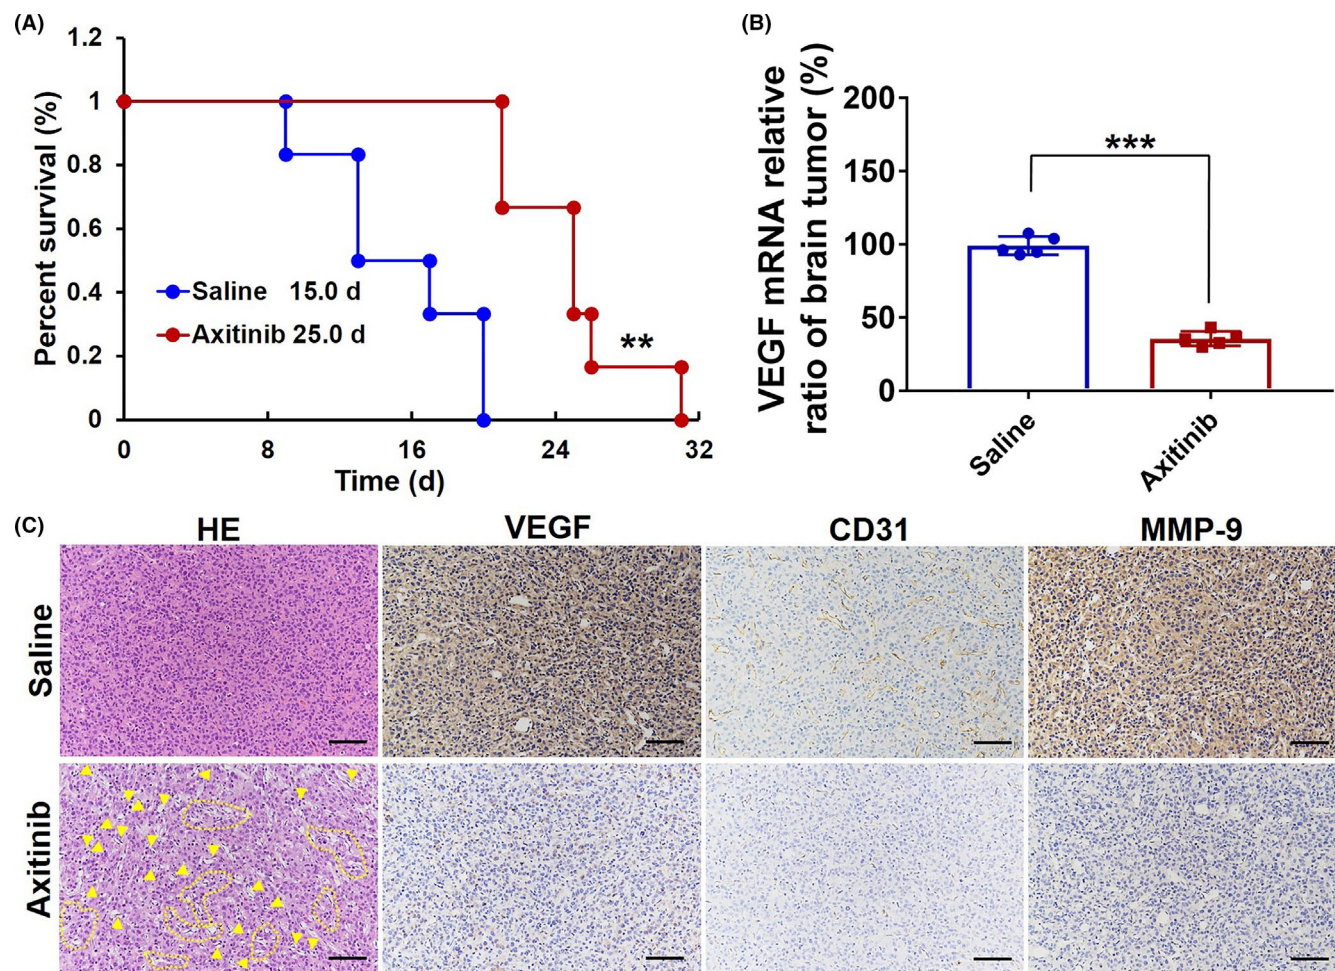 (A)
1.2
1
0.8
0.6
0.4
0.2
0
Percent survival (%)
Saline 15.0 d
Axitinib 25.0 d
**
0 8 16 24 32
Time (d)
(B)
VEGF mRNA relative
ratio of brain tumor (%)
200
150
100
50
0
***
Saline
Axitinib
(C)
HE VEGF CD31 MMP-9
Saline
Axitinib